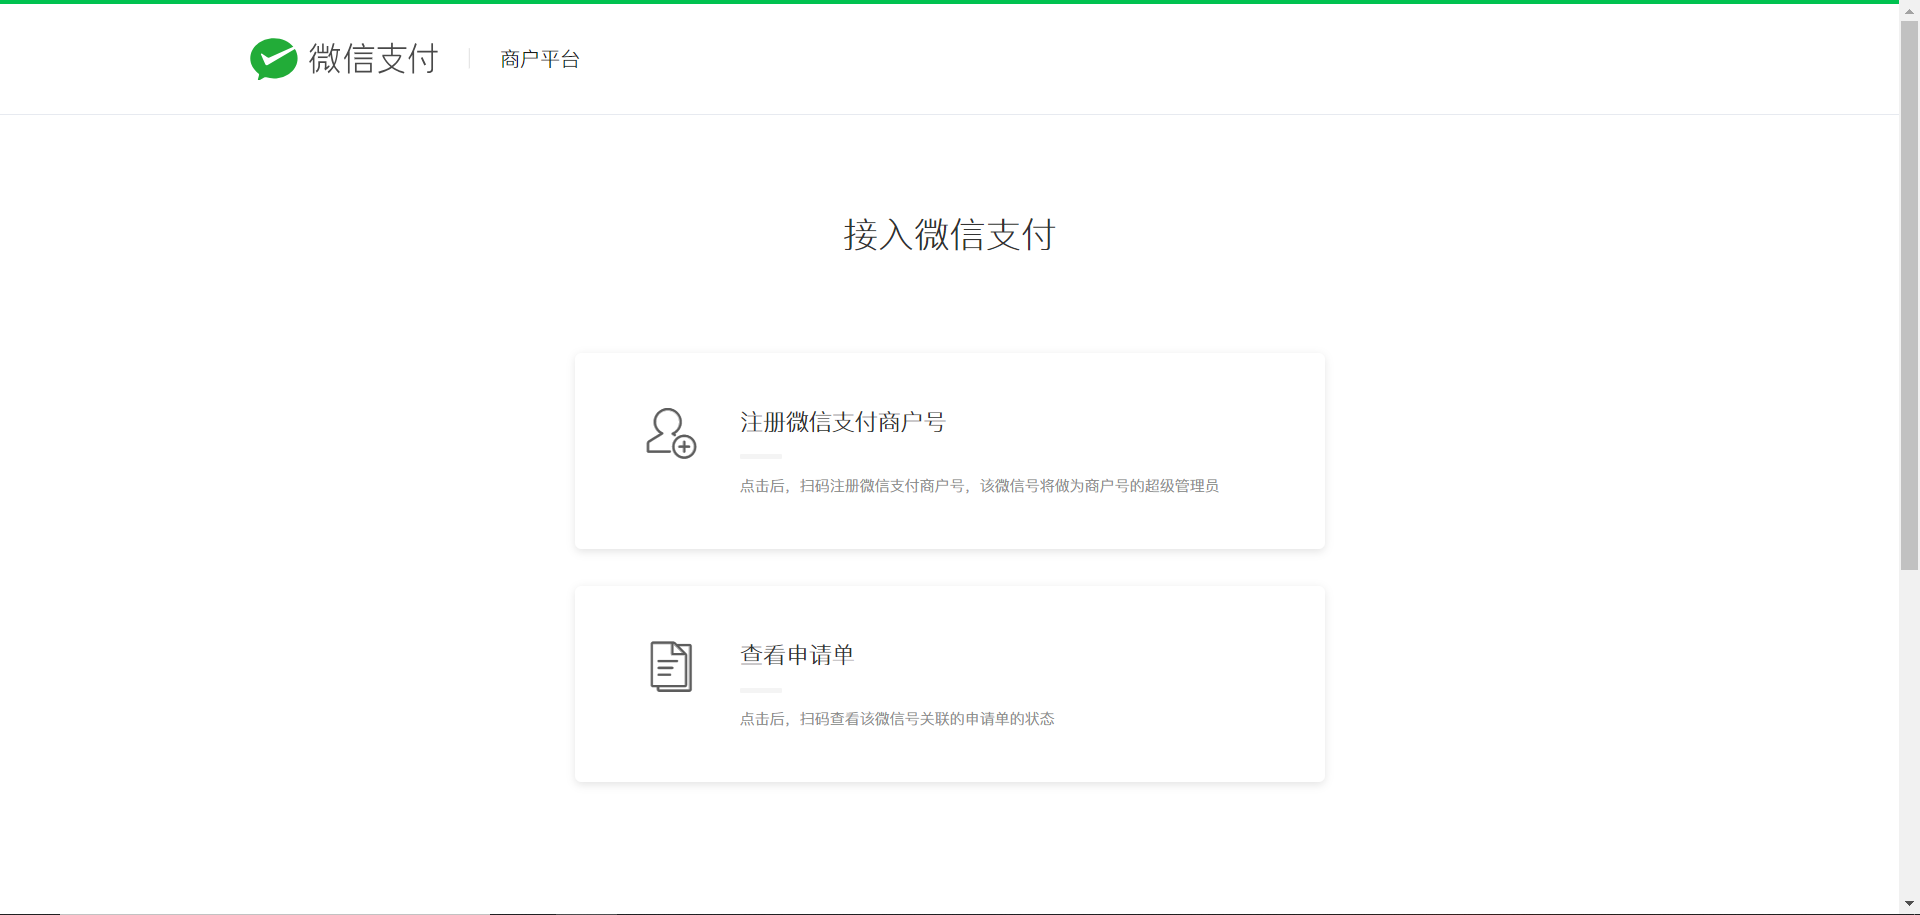 微信支付
商户平台
接入微信支付
注册微信支付商户号
点击后，扫码注册微信支付商户号，该微信号将做为商户号的超级管理员
查看申请单
点击后，扫码查看该微信号关联的申请单的状态